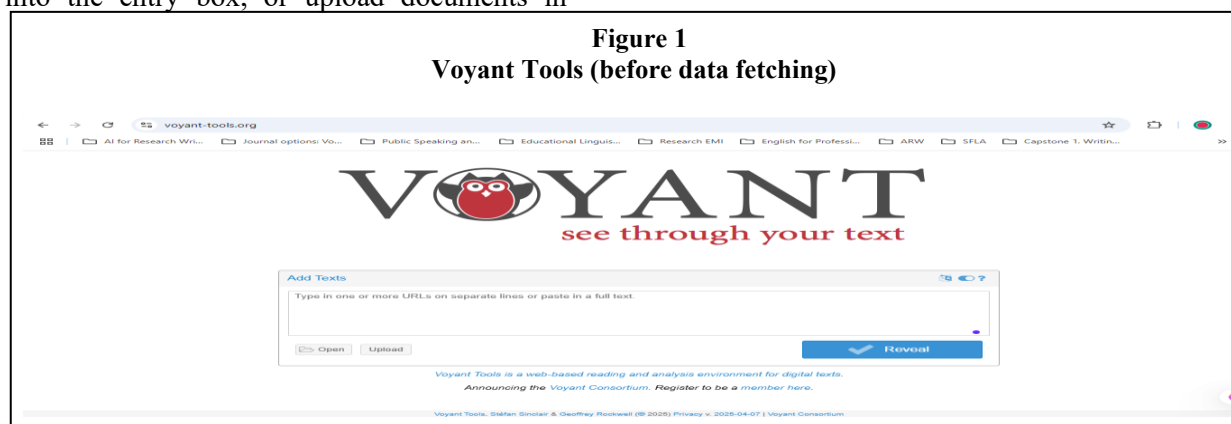 into the entry box, or upload documents in
Figure 1
Voyant Tools (before data fetching)
voyant-tools.org
AI for Research Wri... Journal options: Vo... Public Speaking an... Educational Linguis... Research EMI English for Professi... ARW SFLA Capstone 1. Writin... »
VOYANT
see through your text
Add Texts ?
Type in one or more URLs on separate lines or paste in a full text.
Open Upload Reveal
Voyant Tools is a web-based reading and analysis environment for digital texts.
Announcing the Voyant Consortium. Register to be a member here.
Voyant Tools, Stéfan Sinclair & Geoffrey Rockwell (© 2025) Privacy v. 2025-04-07 | Voyant Consortium